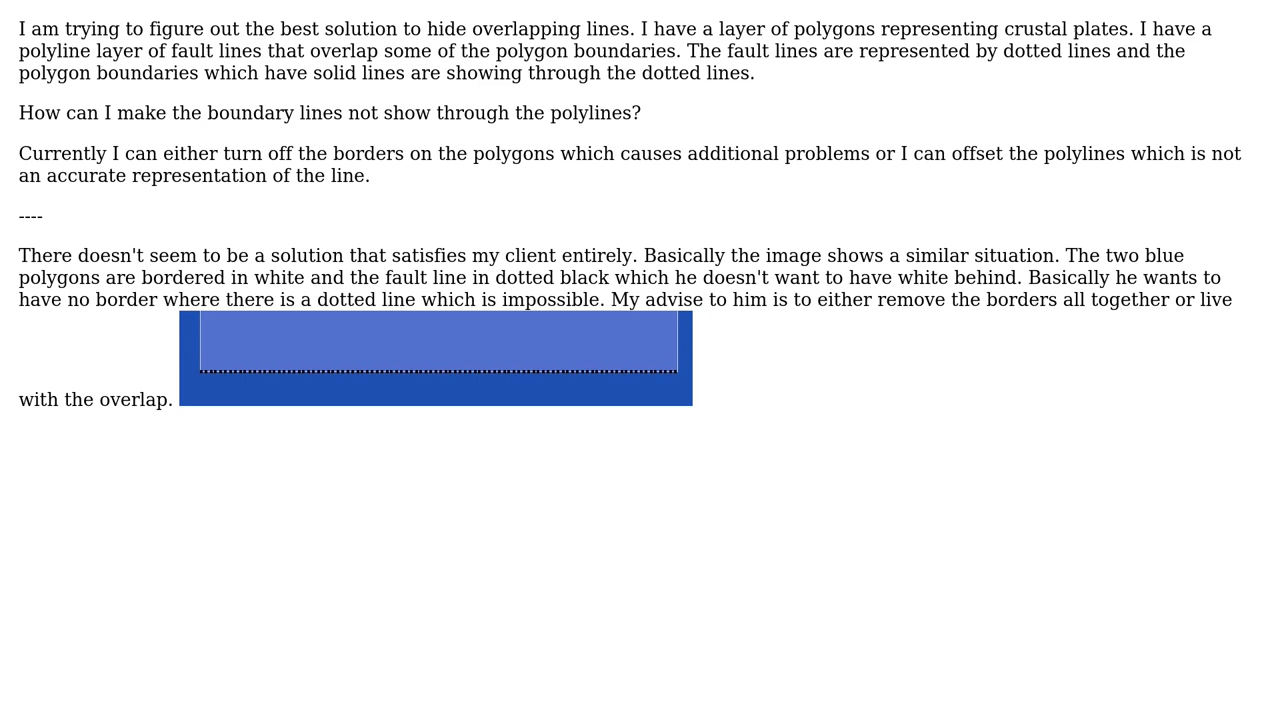 I am trying to figure out the best solution to hide overlapping lines. I have a layer of polygons representing crustal plates. I have a
polyline layer of fault lines that overlap some of the polygon boundaries. The fault lines are represented by dotted lines and the
polygon boundaries which have solid lines are showing through the dotted lines.
How can I make the boundary lines not show through the polylines?
Currently I can either turn off the borders on the polygons which causes additional problems or I can offset the polylines which is not
an accurate representation of the line.
----
There doesn't seem to be a solution that satisfies my client entirely. Basically the image shows a similar situation. The two blue
polygons are bordered in white and the fault line in dotted black which he doesn't want to have white behind. Basically he wants to
have no border where there is a dotted line which is impossible. My advise to him is to either remove the borders all together or live
with the overlap.